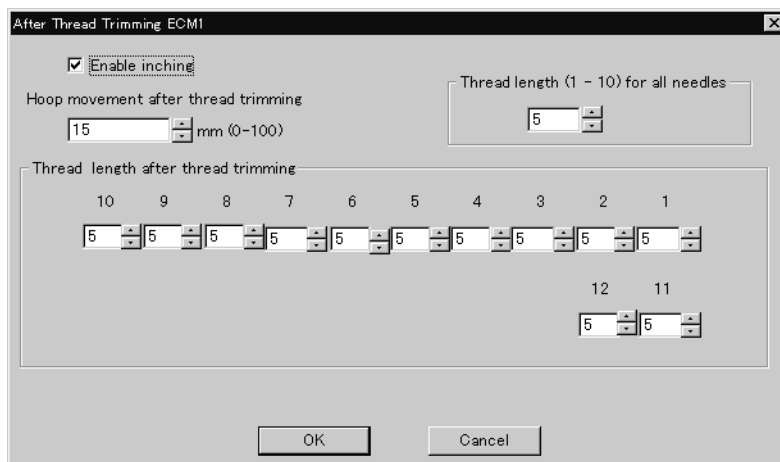 After Thread Trimming ECM1
Enable inching
Thread length (1 - 10) for all needles
5
Hoop movement after thread trimming
15 mm (0-100)
Thread length after thread trimming
10 9 8 7 6 5 4 3 2 1
5 5 5 5 5 5 5 5 5 5
12 11
5 5
OK Cancel